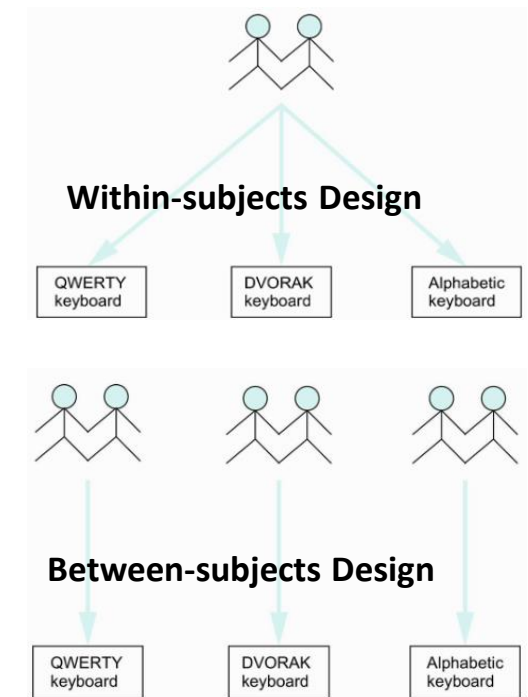 Within-subjects Design
QWERTY
keyboard
DVORAK
keyboard
Alphabetic
keyboard
Between-subjects Design
QWERTY
keyboard
DVORAK
keyboard
Alphabetic
keyboard